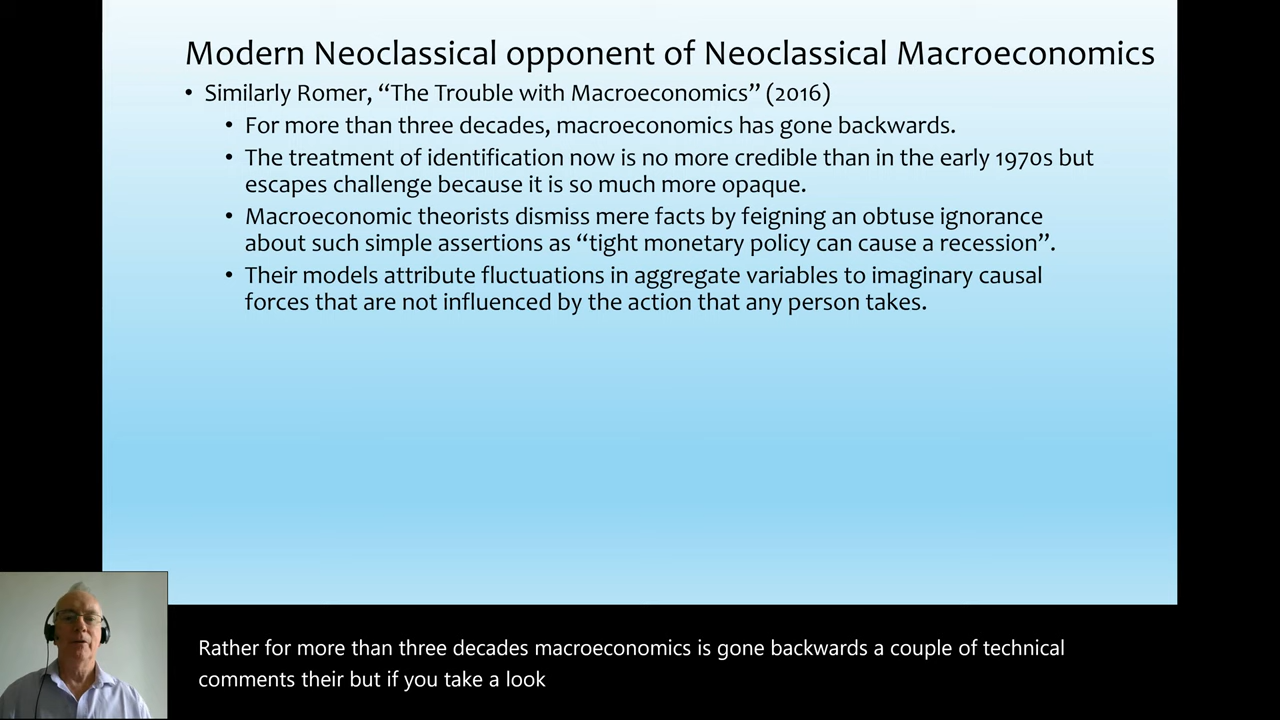 Modern Neoclassical opponent of Neoclassical Macroeconomics
• Similarly Romer, “The Trouble with Macroeconomics” (2016)
• For more than three decades, macroeconomics has gone backwards.
• The treatment of identification now is no more credible than in the early 1970s but
escapes challenge because it is so much more opaque.
• Macroeconomic theorists dismiss mere facts by feigning an obtuse ignorance
about such simple assertions as “tight monetary policy can cause a recession”.
• Their models attribute fluctuations in aggregate variables to imaginary causal
forces that are not influenced by the action that any person takes.
Rather for more than three decades macroeconomics is gone backwards a couple of technical
comments their but if you take a look